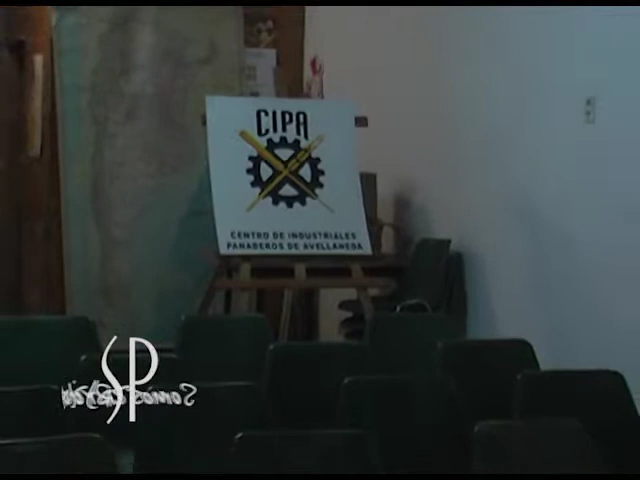 CIPA
CENTRO DE INDUSTRIALES
PANADEROS DE AVELLANEDA
SP